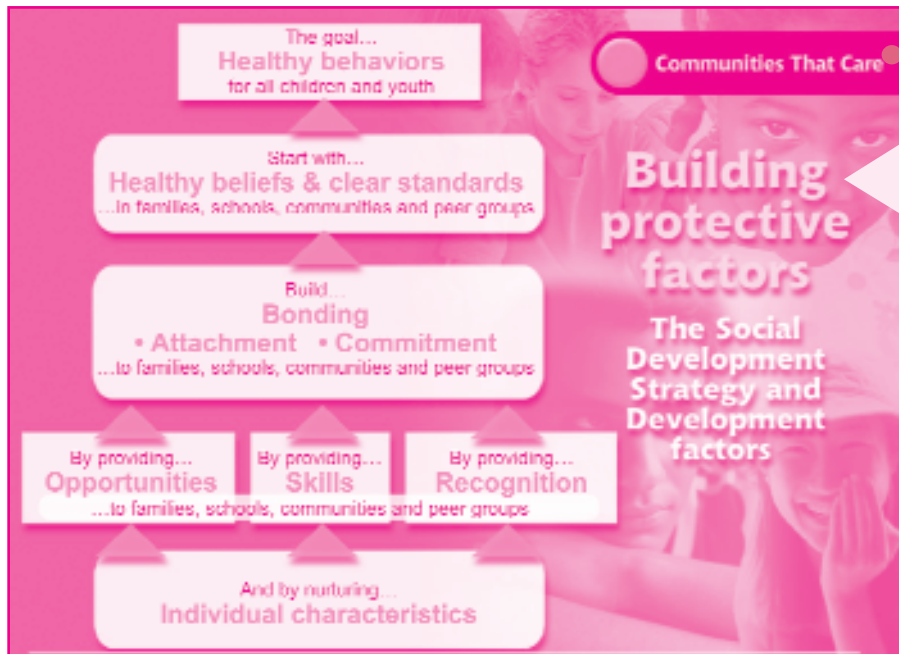 The goal...
Healthy behaviors
for all children and youth
Start with...
Healthy beliefs & clear standards
...in families, schools, communities and peer groups
Build...
Bonding
• Attachment • Commitment
...to families, schools, communities and peer groups
By providing...
Opportunities
By providing...
Skills
By providing...
Recognition
...to families, schools, communities and peer groups
And by nurturing...
Individual characteristics
Communities That Care
Building
protective
factors
The Social
Development
Strategy and
Development
factors